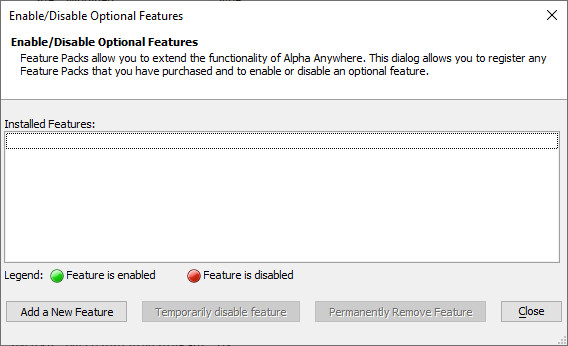 Enable/Disable Optional Features
Enable/Disable Optional Features
Feature Packs allow you to extend the functionality of Alpha Anywhere. This dialog allows you to register any
Feature Packs that you have purchased and to enable or disable an optional feature.
Installed Features:
Legend: Feature is enabled Feature is disabled
Add a New Feature Temporarily disable feature Permanently Remove Feature Close